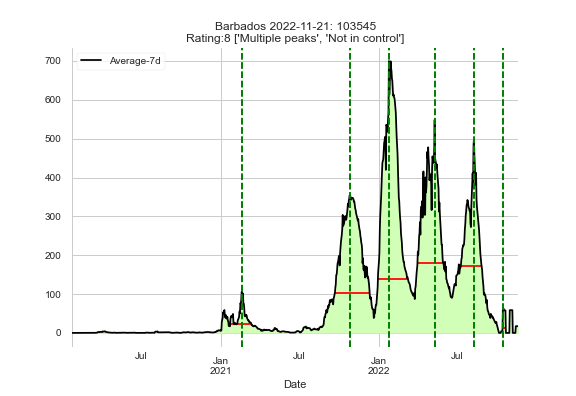 Barbados 2022-11-21: 103545
Rating:8 ['Multiple peaks', 'Not in control']
Average-7d
700
600
500
400
300
200
100
0
Jul
Jan
2021
Jul
Jan
2022
Jul
Date